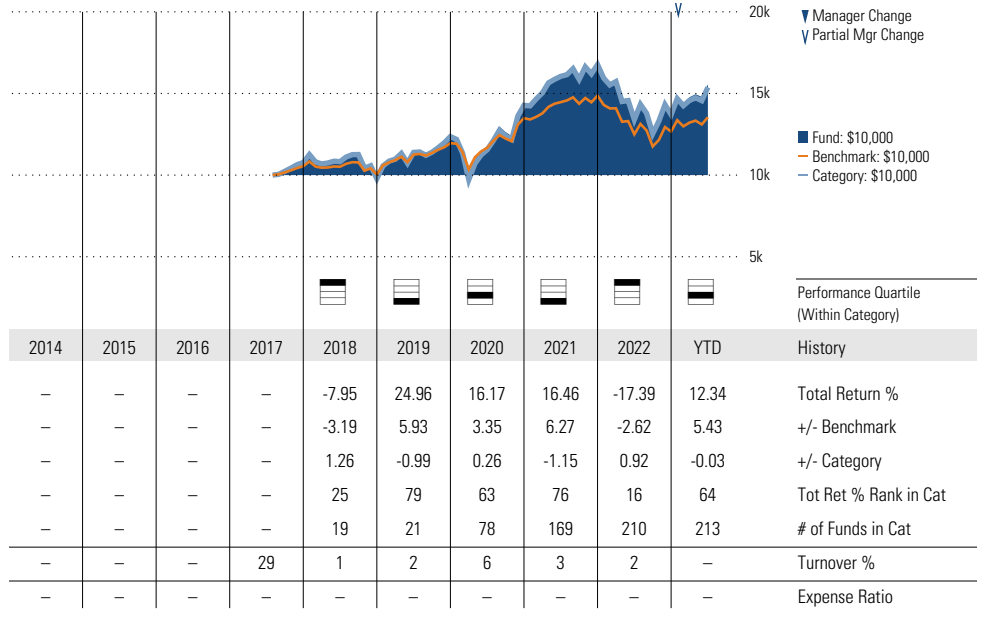 20k
15k
10k
5k
Manager Change
Partial Mgr Change
Fund: $10,000
Benchmark: $10,000
Category: $10,000
Performance Quartile
(Within Category)
2014 2015 2016 2017 2018 2019 2020 2021 2022 YTD History
– – – – -7.95 24.96 16.17 16.46 -17.39 12.34 Total Return %
– – – – -3.19 5.93 3.35 6.27 -2.62 5.43 +/- Benchmark
– – – – 1.26 -0.99 0.26 -1.15 0.92 -0.03 +/- Category
– – – – 25 79 63 76 16 64 Tot Ret % Rank in Cat
– – – – 19 21 78 169 210 213 # of Funds in Cat
– – – 29 1 2 6 3 2 – Turnover %
– – – – – – – – – – Expense Ratio